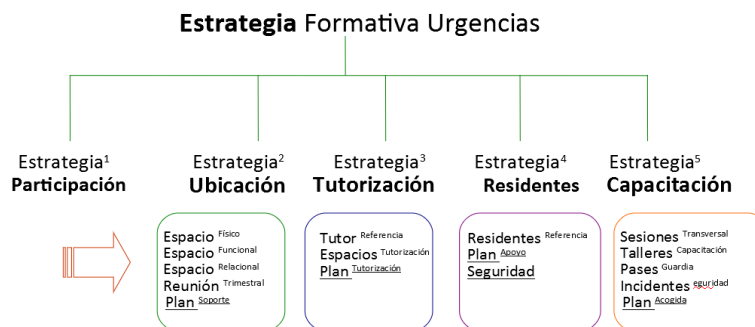 Estrategia Formativa Urgencias
Estrategia¹
Participación
Estrategia²
Ubicación
Estrategia³
Tutorización
Estrategia⁴
Residentes
Estrategia⁵
Capacitación
Espacio Físico
Espacio Funcional
Espacio Relacional
Reunión Trimestral
Plan Soporte
Tutor Referencia
Espacios Tutorización
Plan Tutorización
Residentes Referencia
Plan Apoyo
Seguridad
Sesiones Transversal
Talleres Capacitación
Pases Guardia
Incidentes eguridad
Plan Acogida